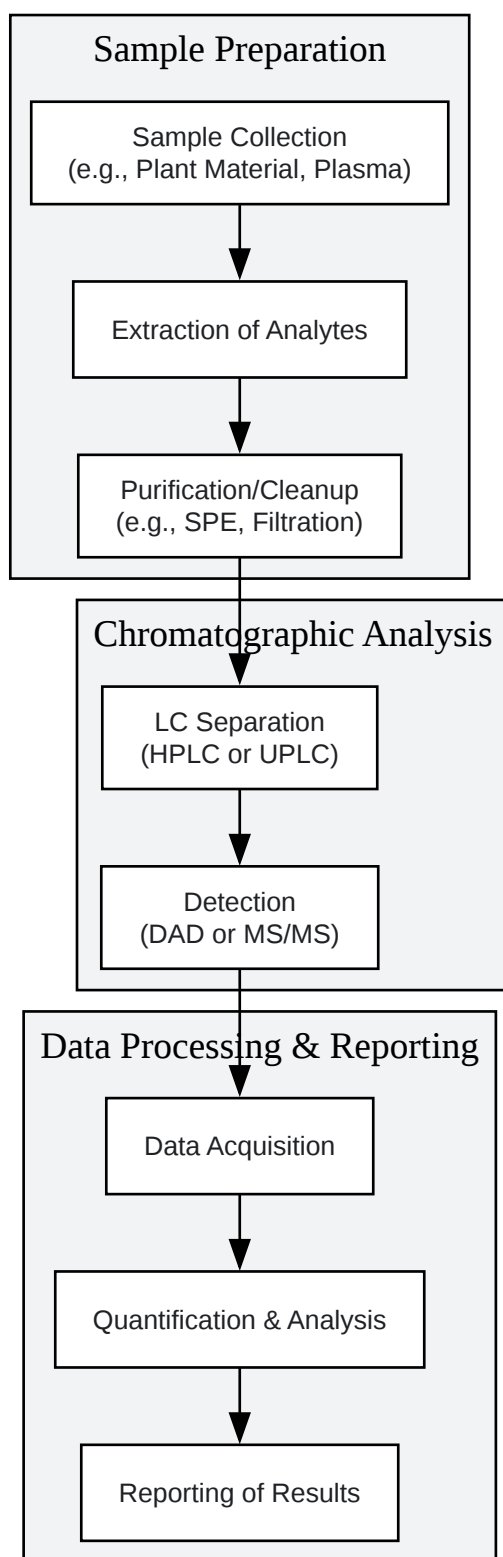 Sample Preparation
Sample Collection
(e.g., Plant Material, Plasma)
Extraction of Analytes
Purification/Cleanup
(e.g., SPE, Filtration)
Chromatographic Analysis
LC Separation
(HPLC or UPLC)
Detection
(DAD or MS/MS)
Data Processing & Reporting
Data Acquisition
Quantification & Analysis
Reporting of Results